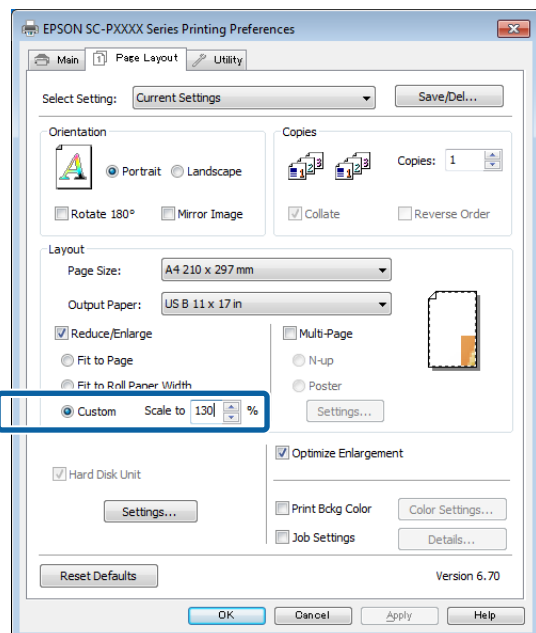 EPSON SC-PXXXX Series Printing Preferences
Main
Page Layout
Utility
Select Setting: Current Settings Save/Del...
Orientation
Portrait Landscape
Rotate 180° Mirror Image
Copies
Copies: 1
Collate Reverse Order
Layout
Page Size: A4 210 x 297 mm
Output Paper: US B 11 x 17 in
Reduce/Enlarge
Fit to Page
Fit to Roll Paper Width
Custom Scale to 130 %
Multi-Page
N-up
Poster
Settings...
Optimize Enlargement
Hard Disk Unit
Settings...
Print Bckg Color Color Settings...
Job Settings Details...
Reset Defaults Version 6.70
OK Cancel Apply Help